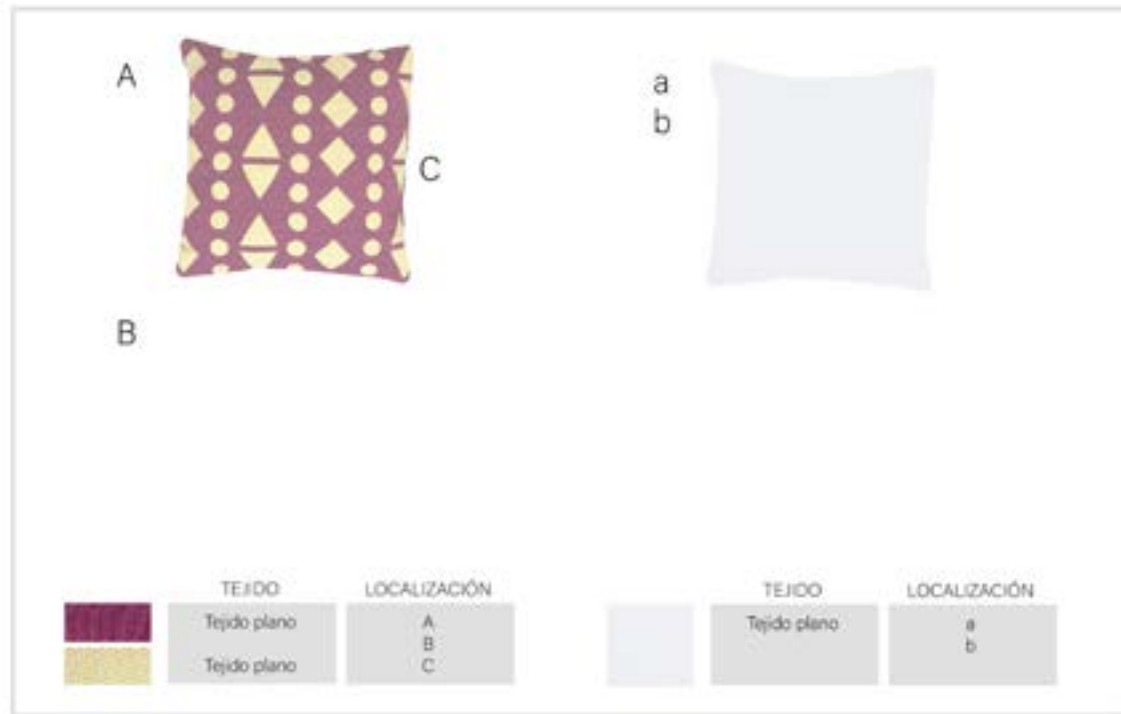 A
a
b
C
B
TEJIDO LOCALIZACIÓN
Tejido plano A
B
Tejido plano C
TEJIDO LOCALIZACIÓN
Tejido plano a
b